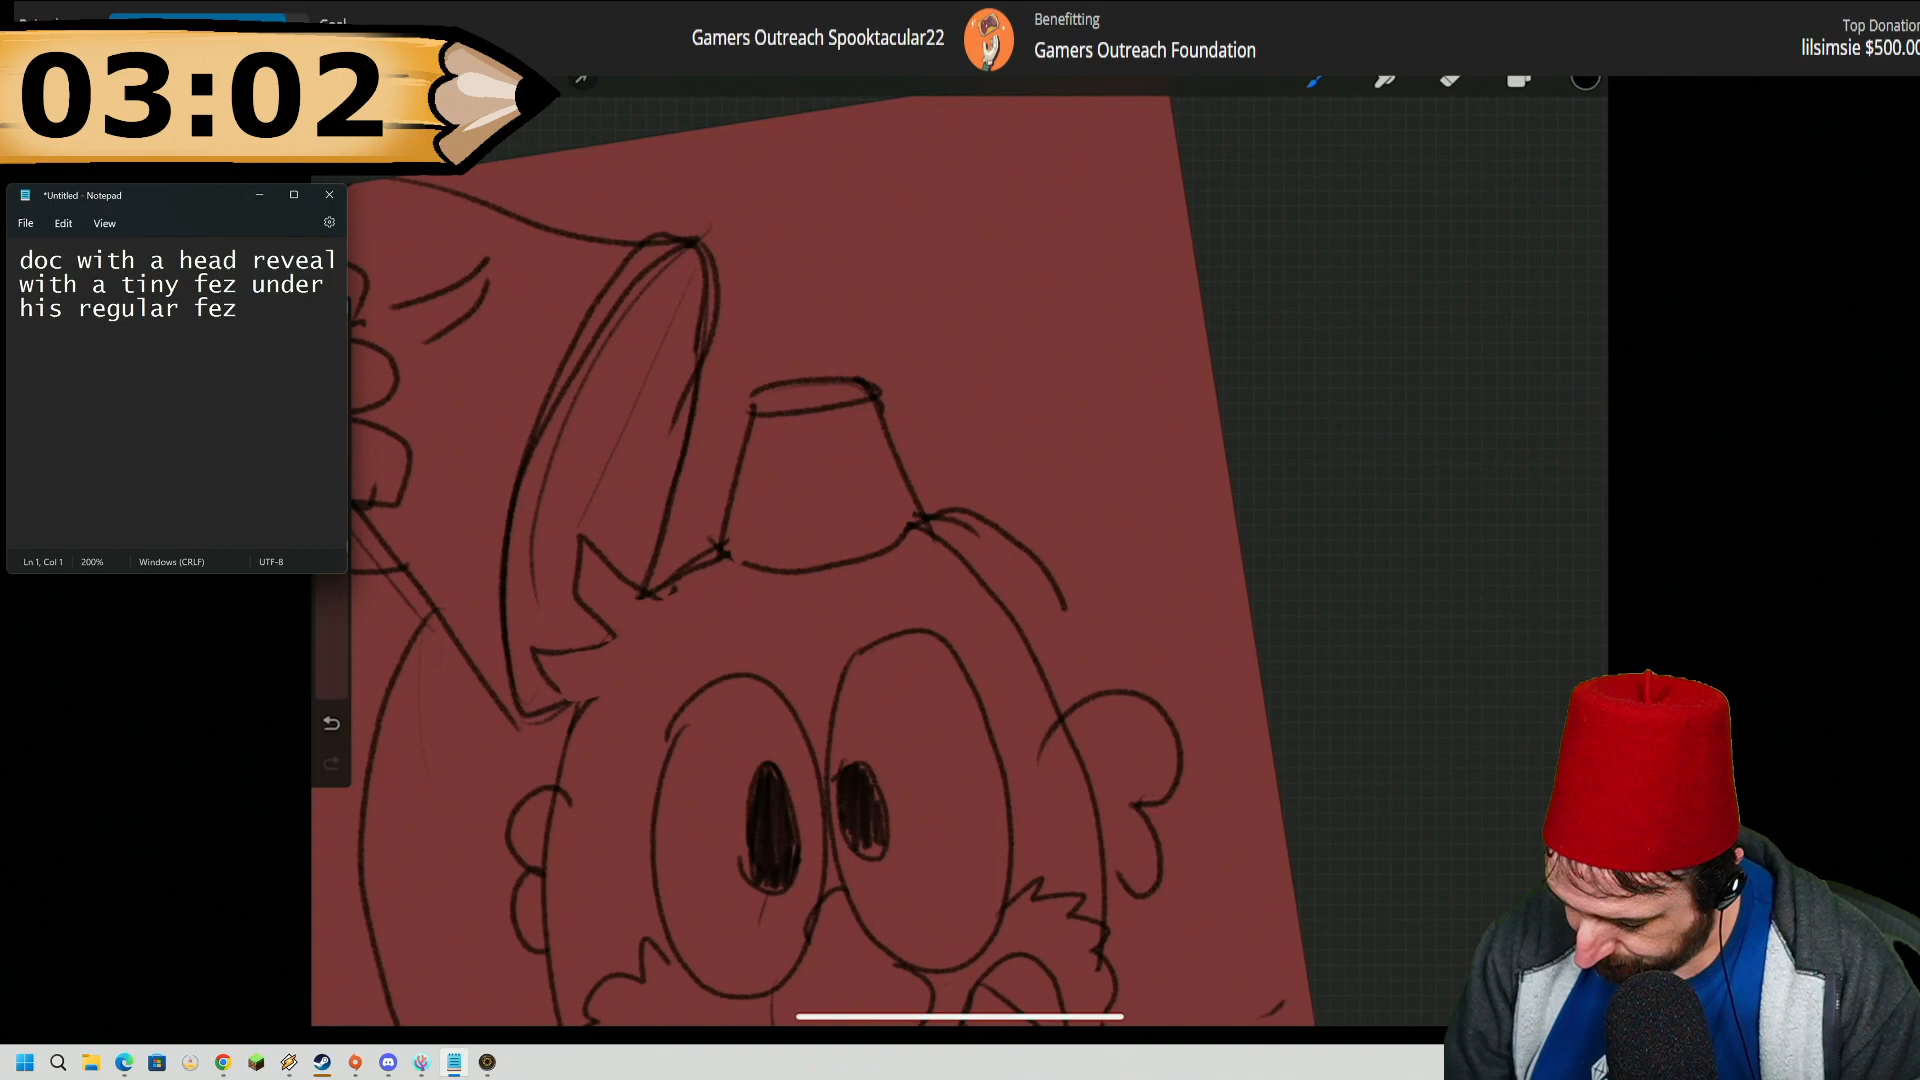 Goal
Gamers Outreach Spooktacular22
Benefitting
Gamers Outreach Foundation
Top Donation
lilsimsie $500.00
03:02
*Untitled - Notepad
File Edit View
doc with a head reveal
with a tiny fez under
his regular fez
Ln 1, Col 1 200% Windows (CRLF) UTF-8